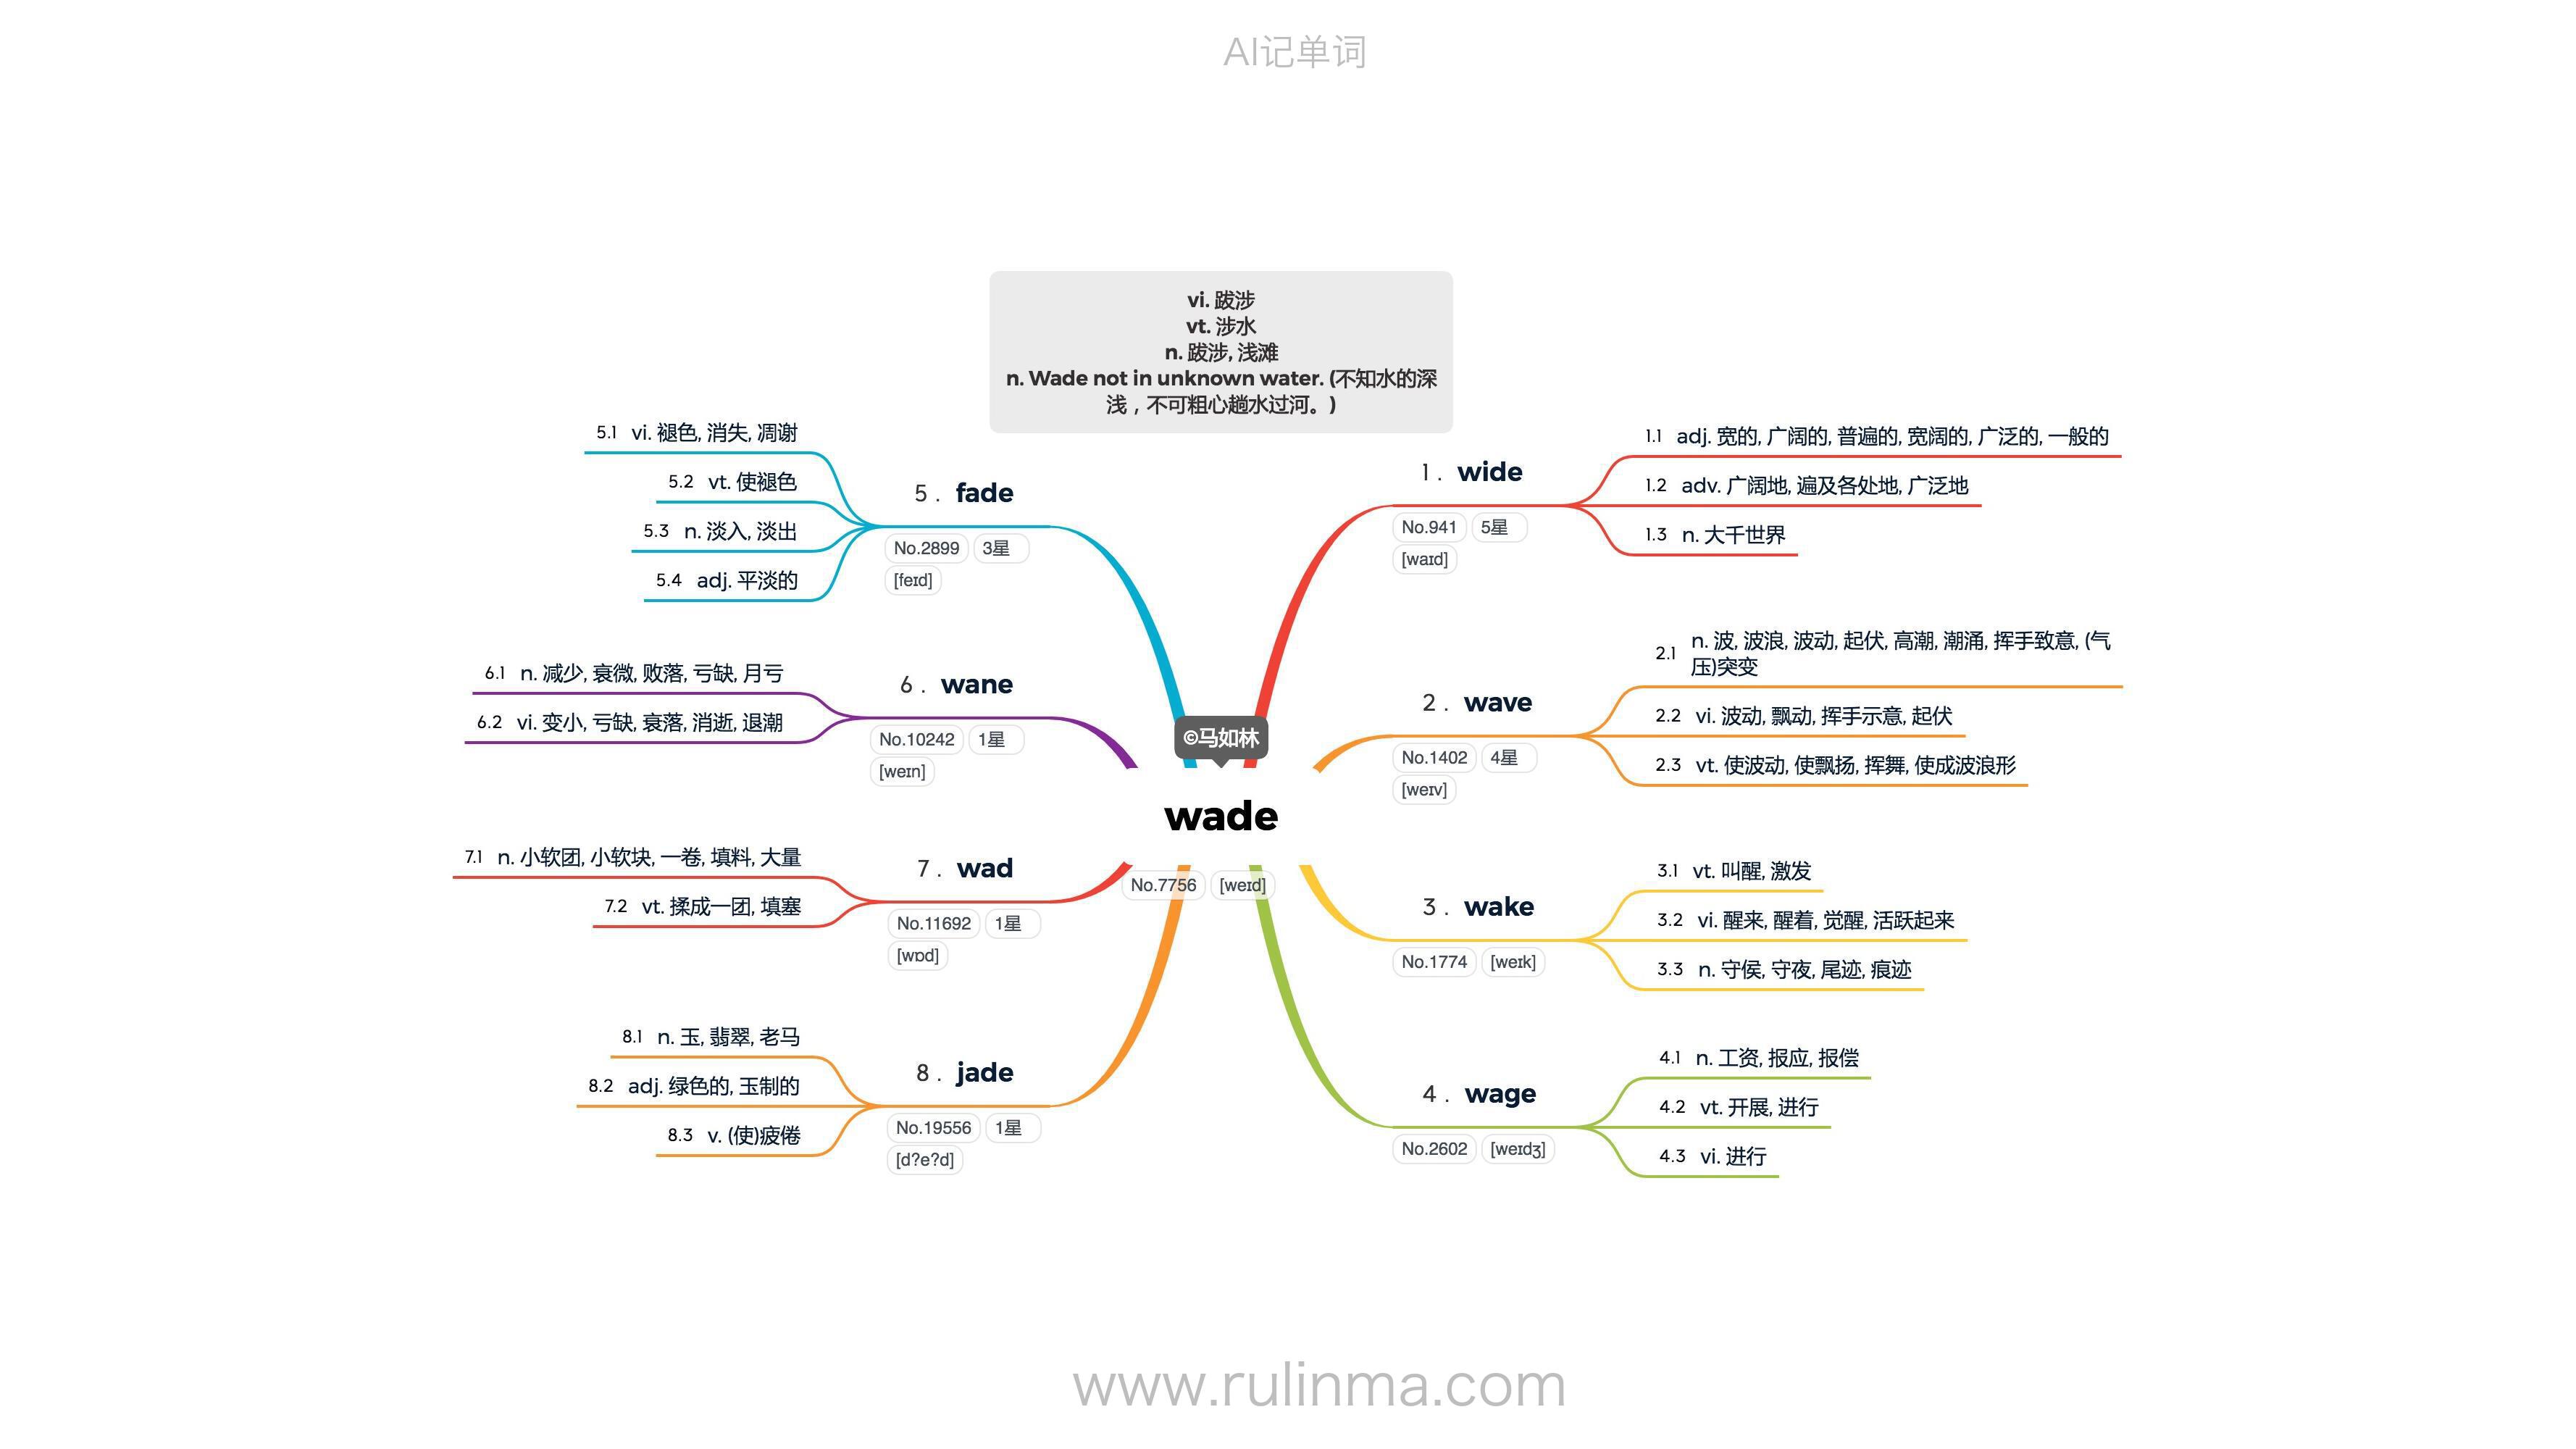 AI记单词
vi. 跋涉
vt. 涉水
n. 跋涉, 浅滩
n. Wade not in unknown water. (不知水的深
浅，不可粗心趟水过河。)
©马如林
wade
No.7756 [weɪd]
1. wide
No.941 5星
[waɪd]
1.1 adj. 宽的, 广阔的, 普遍的, 宽阔的, 广泛的, 一般的
1.2 adv. 广阔地, 遍及各处地, 广泛地
1.3 n. 大千世界
2. wave
No.1402 4星
[weɪv]
2.1 n. 波, 波浪, 波动, 起伏, 高潮, 潮涌, 挥手致意, (气
压)突变
2.2 vi. 波动, 飘动, 挥手示意, 起伏
2.3 vt. 使波动, 使飘扬, 挥舞, 使成波浪形
3. wake
No.1774 [weɪk]
3.1 vt. 叫醒, 激发
3.2 vi. 醒来, 醒着, 觉醒, 活跃起来
3.3 n. 守侯, 守夜, 尾迹, 痕迹
4. wage
No.2602 [weɪdʒ]
4.1 n. 工资, 报应, 报偿
4.2 vt. 开展, 进行
4.3 vi. 进行
5. fade
No.2899 3星
[feɪd]
5.1 vi. 褪色, 消失, 凋谢
5.2 vt. 使褪色
5.3 n. 淡入, 淡出
5.4 adj. 平淡的
6. wane
No.10242 1星
[weɪn]
6.1 n. 减少, 衰微, 败落, 亏缺, 月亏
6.2 vi. 变小, 亏缺, 衰落, 消逝, 退潮
7. wad
No.11692 1星
[wɒd]
7.1 n. 小软团, 小软块, 一卷, 填料, 大量
7.2 vt. 揉成一团, 填塞
8. jade
No.19556 1星
[d?e?d]
8.1 n. 玉, 翡翠, 老马
8.2 adj. 绿色的, 玉制的
8.3 v. (使)疲倦
www.rulinma.com